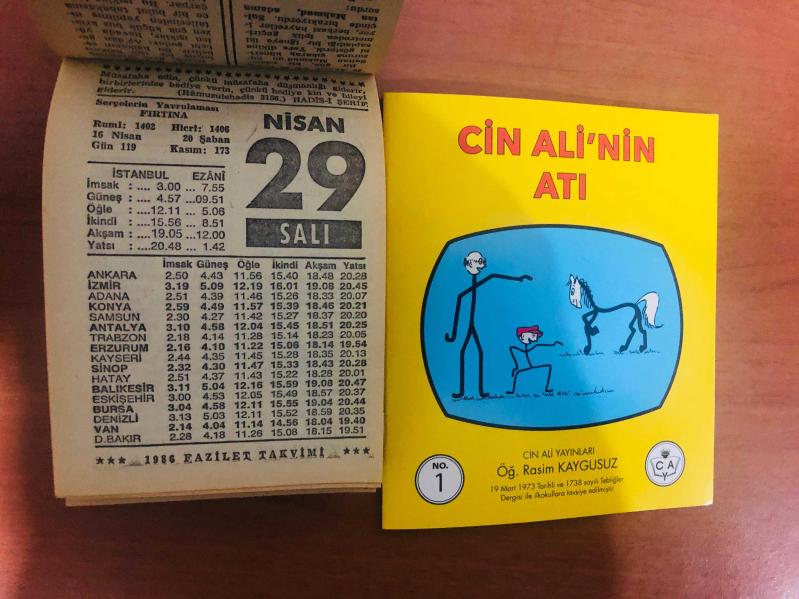 Müsafaha edin, çünkü müsafaha düşmanlığı giderir,
birbirlerinize hediye verin, çünkü hediye kin ve hileyi
giderir. (Râmuzulehadis 3156.) HADİS-İ ŞERİF
Serçelerin Yavrulaması
FIRTINA
Rumî: 1402 Hicrî: 1406
16 Nisan 20 Şaban
Gün 119 Kasım: 173
NİSAN
29
SALI
İSTANBUL EZANÎ
İmsak : .... 3.00 ... 7.55
Güneş : .... 4.57 ...09.51
Öğle : ....12.11 ... 5.06
İkindi : ....15.56 ... 8.51
Akşam : ....19.05 ...12.00
Yatsı : ....20.48 ... 1.42
İmsak Güneş Öğle İkindi Akşam Yatsı
ANKARA 2.50 4.43 11.56 15.40 18.48 20.28
İZMİR 3.19 5.09 12.19 16.01 19.08 20.45
ADANA 2.51 4.39 11.46 15.26 18.33 20.07
KONYA 2.59 4.49 11.57 15.39 18.46 20.21
SAMSUN 2.30 4.27 11.42 15.27 18.37 20.20
ANTALYA 3.10 4.58 12.04 15.45 18.51 20.25
TRABZON 2.18 4.14 11.28 15.14 18.23 20.05
ERZURUM 2.16 4.10 11.22 15.06 18.14 19.54
KAYSERİ 2.44 4.35 11.45 15.28 18.35 20.13
SİNOP 2.32 4.30 11.47 15.33 18.43 20.28
HATAY 2.51 4.37 11.43 15.22 18.28 20.01
BALIKESİR 3.11 5.04 12.16 15.59 19.08 20.47
ESKİŞEHİR 3.00 4.53 12.05 15.49 18.57 20.37
BURSA 3.04 4.58 12.11 15.55 19.04 20.44
DENİZLİ 3.13 5.03 12.11 15.52 18.59 20.35
VAN 2.14 4.04 11.14 14.56 18.04 19.40
D.BAKIR 2.28 4.18 11.26 15.08 18.15 19.51
1986 FAZİLET TAKVİMİ
CİN ALİ'NİN
ATI
CİN ALİ YAYINLARI
Öğ. Rasim KAYGUSUZ
19 Mart 1973 Tarihli ve 1738 sayılı Tebliğler
Dergisi ile ilkokullara tavsiye edilmiştir
NO.
1
C A
Y